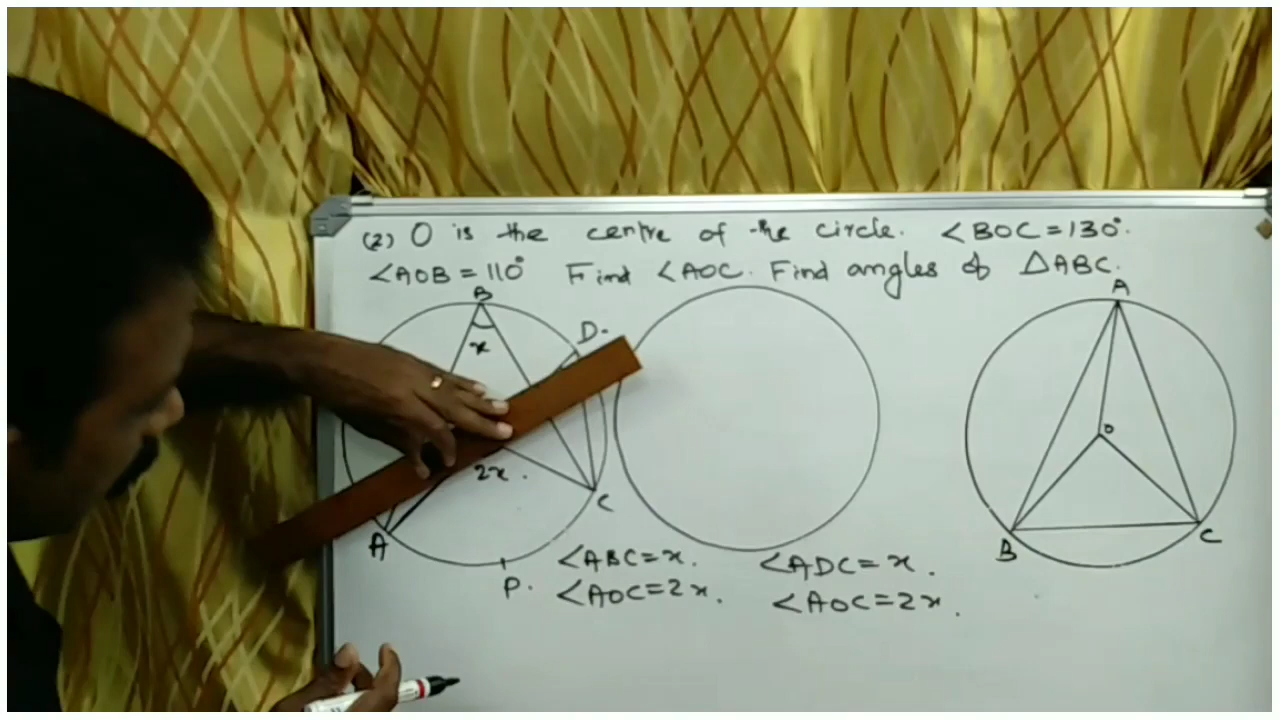 (2) O is the centre of the circle. ∠BOC = 130°.
∠AOB = 110° Find ∠AOC. Find angles of △ABC.
B
D.
x
2x.
A
C
P.
∠ABC = x.
∠AOC = 2x.
∠ADC = x.
∠AOC = 2x.
A
O
B
C